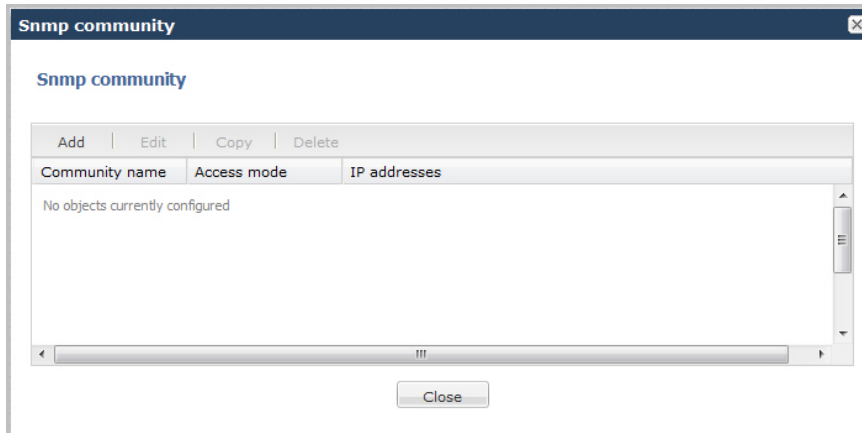 Snmp community
Snmp community
Add Edit Copy Delete
Community name Access mode IP addresses
No objects currently configured
Close